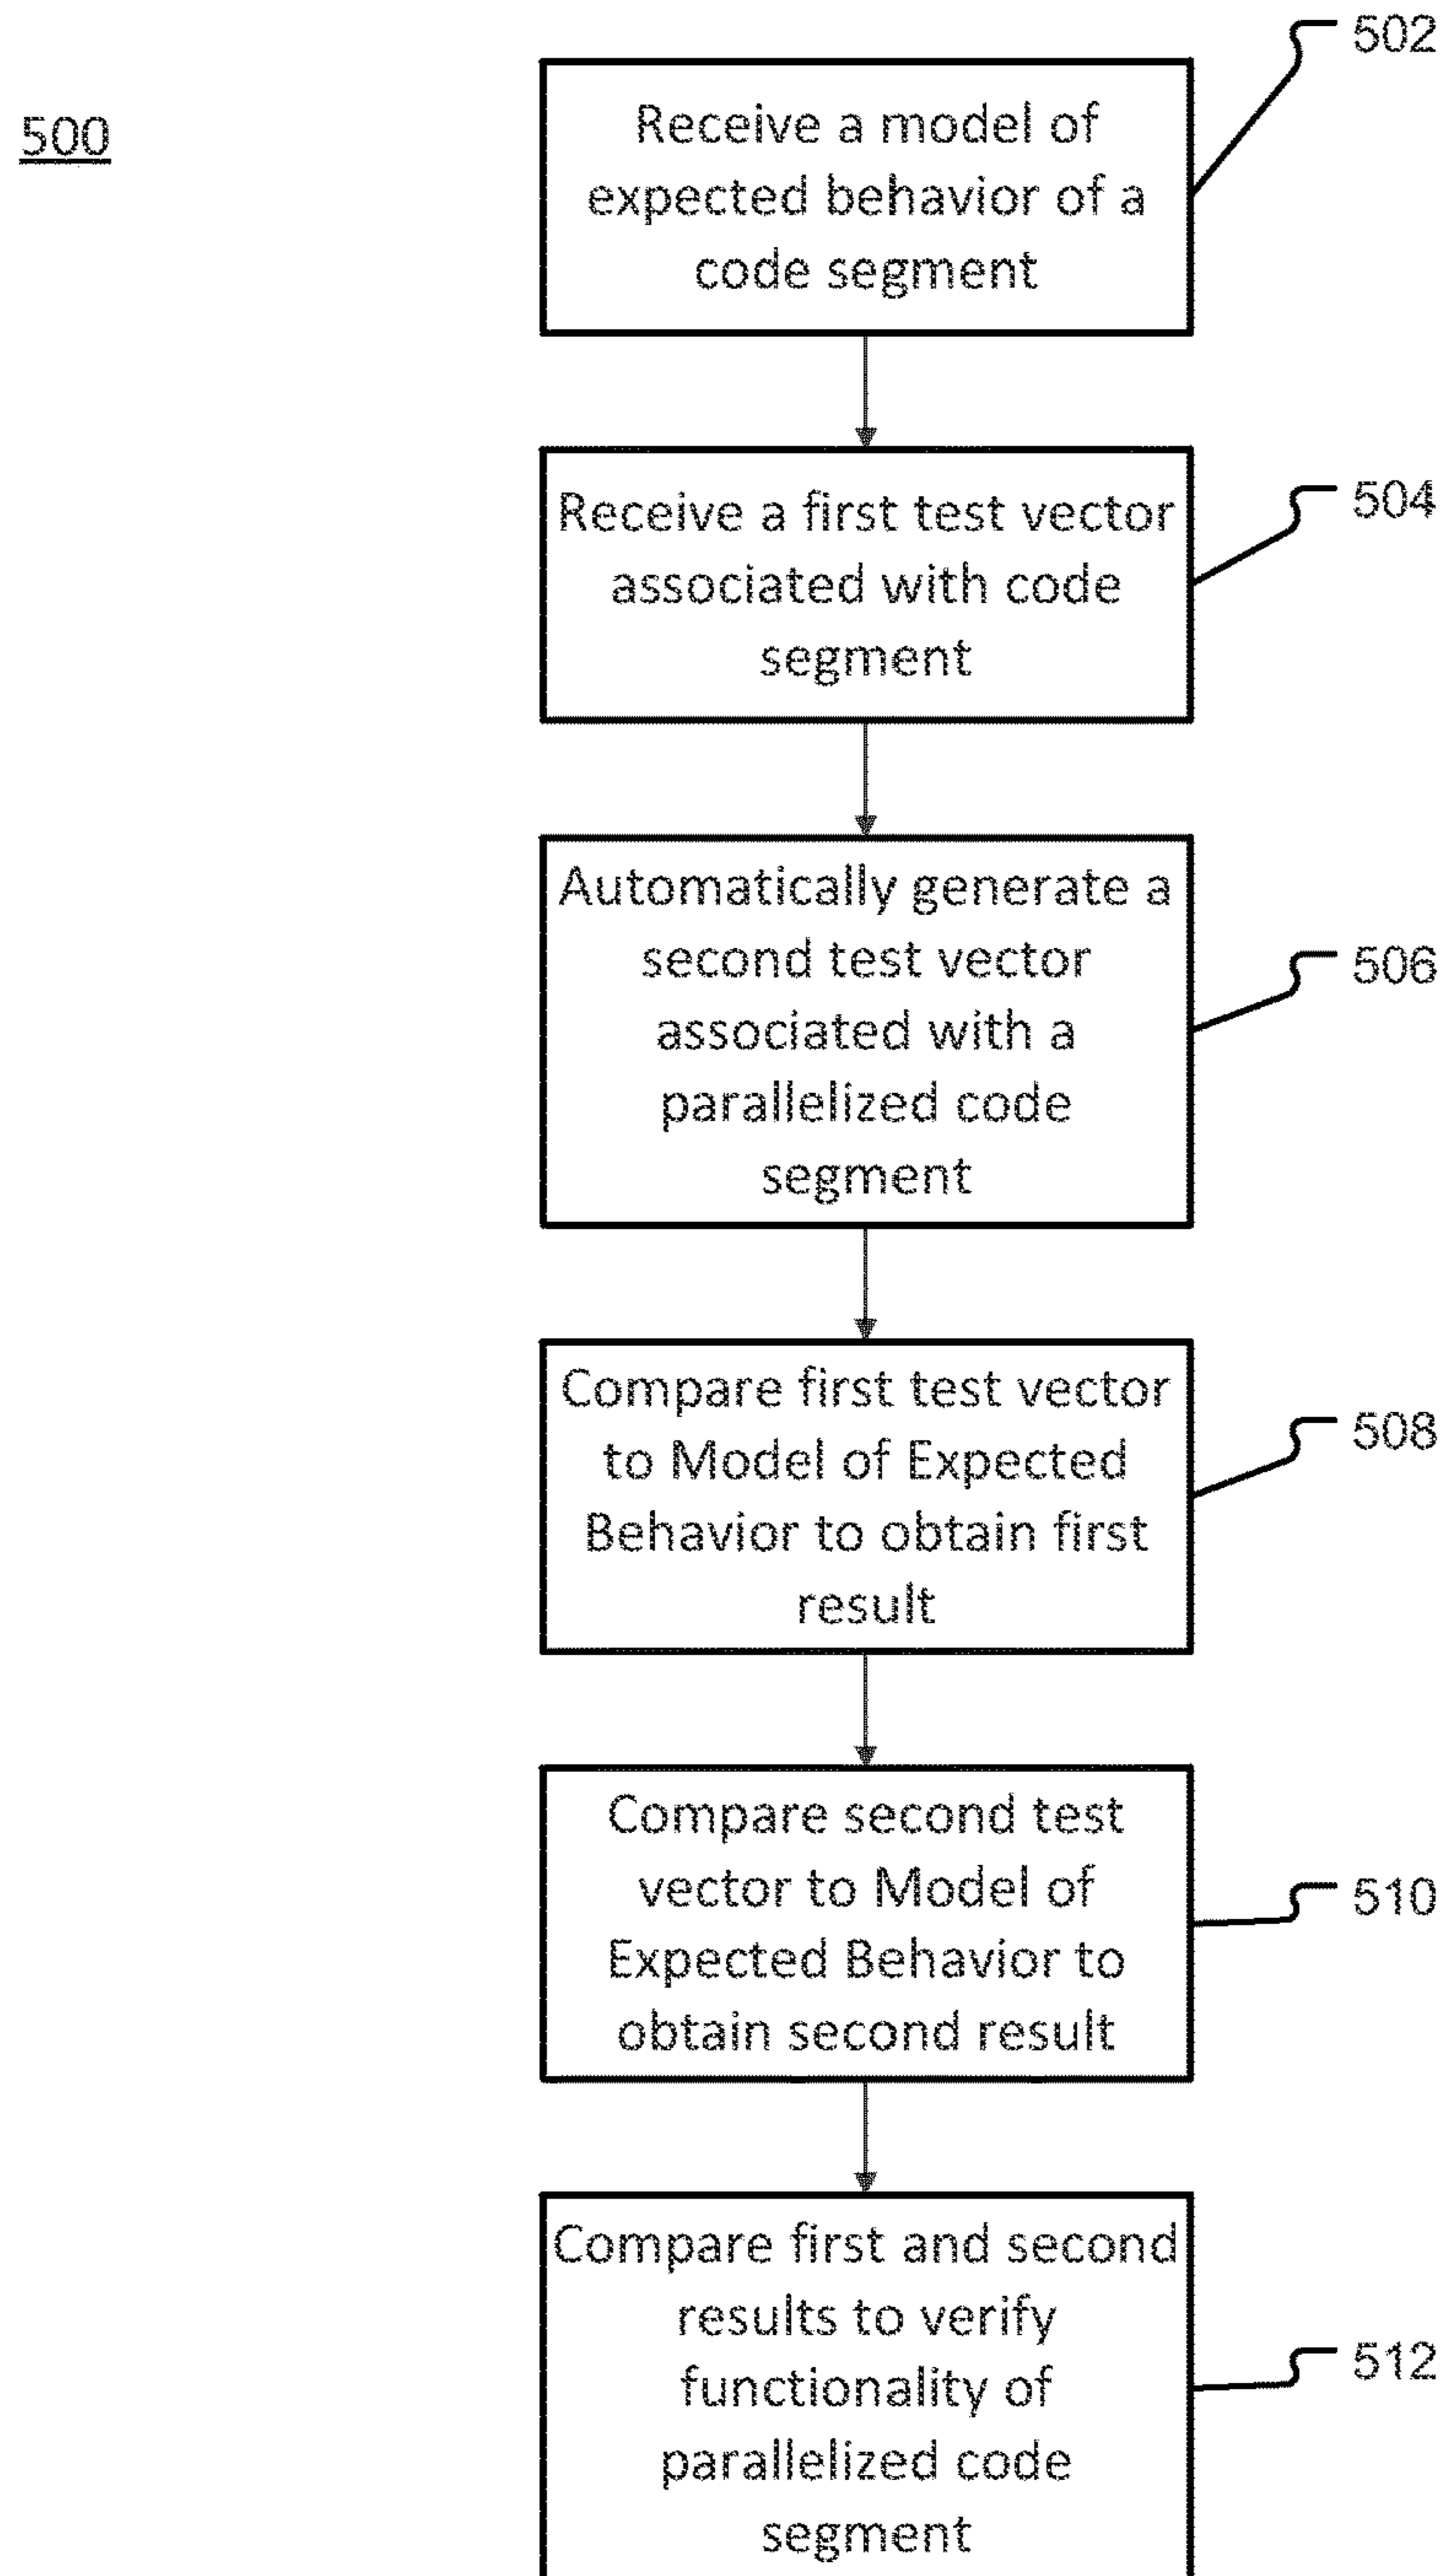 500
502
Receive a model of
expected behavior of a
code segment
504
Receive a first test vector
associated with code
segment
506
Automatically generate a
second test vector
associated with a
parallelized code
segment
508
Compare first test vector
to Model of Expected
Behavior to obtain first
result
510
Compare second test
vector to Model of
Expected Behavior to
obtain second result
512
Compare first and second
results to verify
functionality of
parallelized code
segment